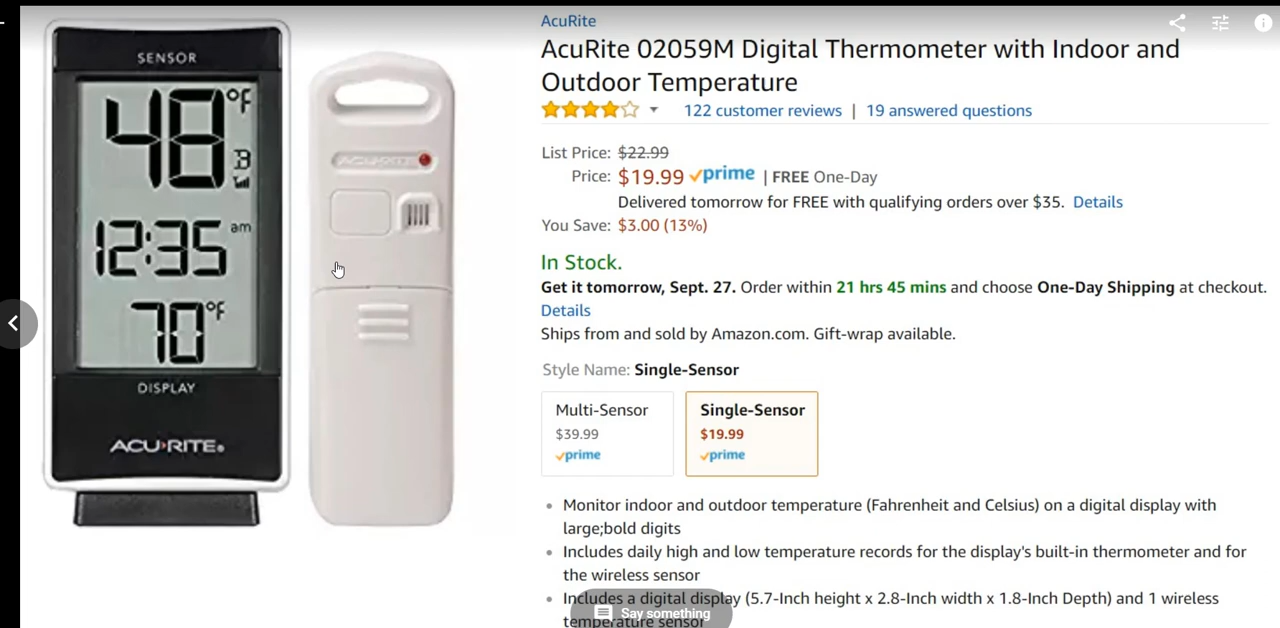 SENSOR
48°F
B
12:35 am
70°F
DISPLAY
ACU RITE®
ACU RITE
AcuRite
AcuRite 02059M Digital Thermometer with Indoor and
Outdoor Temperature
122 customer reviews | 19 answered questions
List Price: $22.99
Price: $19.99 prime | FREE One-Day
Delivered tomorrow for FREE with qualifying orders over $35. Details
You Save: $3.00 (13%)
In Stock.
Get it tomorrow, Sept. 27. Order within 21 hrs 45 mins and choose One-Day Shipping at checkout.
Details
Ships from and sold by Amazon.com. Gift-wrap available.
Style Name: Single-Sensor
Multi-Sensor
$39.99
prime
Single-Sensor
$19.99
prime
• Monitor indoor and outdoor temperature (Fahrenheit and Celsius) on a digital display with
large;bold digits
• Includes daily high and low temperature records for the display's built-in thermometer and for
the wireless sensor
• Includes a digital display (5.7-Inch height x 2.8-Inch width x 1.8-Inch Depth) and 1 wireless
temperature sensor
Say something